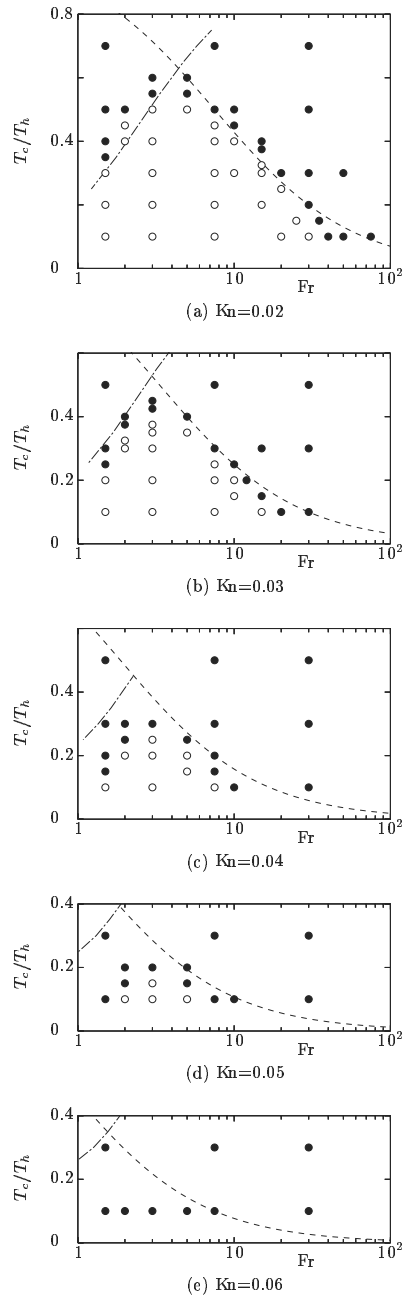 0.8
T_c/T_h
0.4
0
1 10 10^2
Fr
(a) Kn=0.02
T_c/T_h
0.4
0.2
0
1 10 10^2
Fr
(b) Kn=0.03
T_c/T_h
0.4
0.2
0
1 10 10^2
Fr
(c) Kn=0.04
0.4
T_c/T_h
0.2
0
1 10 10^2
Fr
(d) Kn=0.05
0.4
T_c/T_h
0.2
0
1 10 10^2
Fr
(e) Kn=0.06